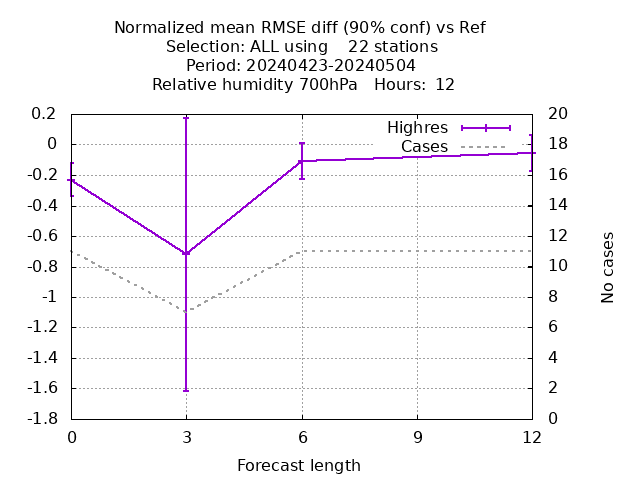 Normalized mean RMSE diff (90% conf) vs Ref
Selection: ALL using    22 stations
Period: 20240423-20240504
Relative humidity 700hPa   Hours:  12
0.2
0
-0.2
-0.4
-0.6
-0.8
-1
-1.2
-1.4
-1.6
-1.8
Highres
Cases
20
18
16
14
12
10
8
6
4
2
0
No cases
0 3 6 9 12
Forecast length